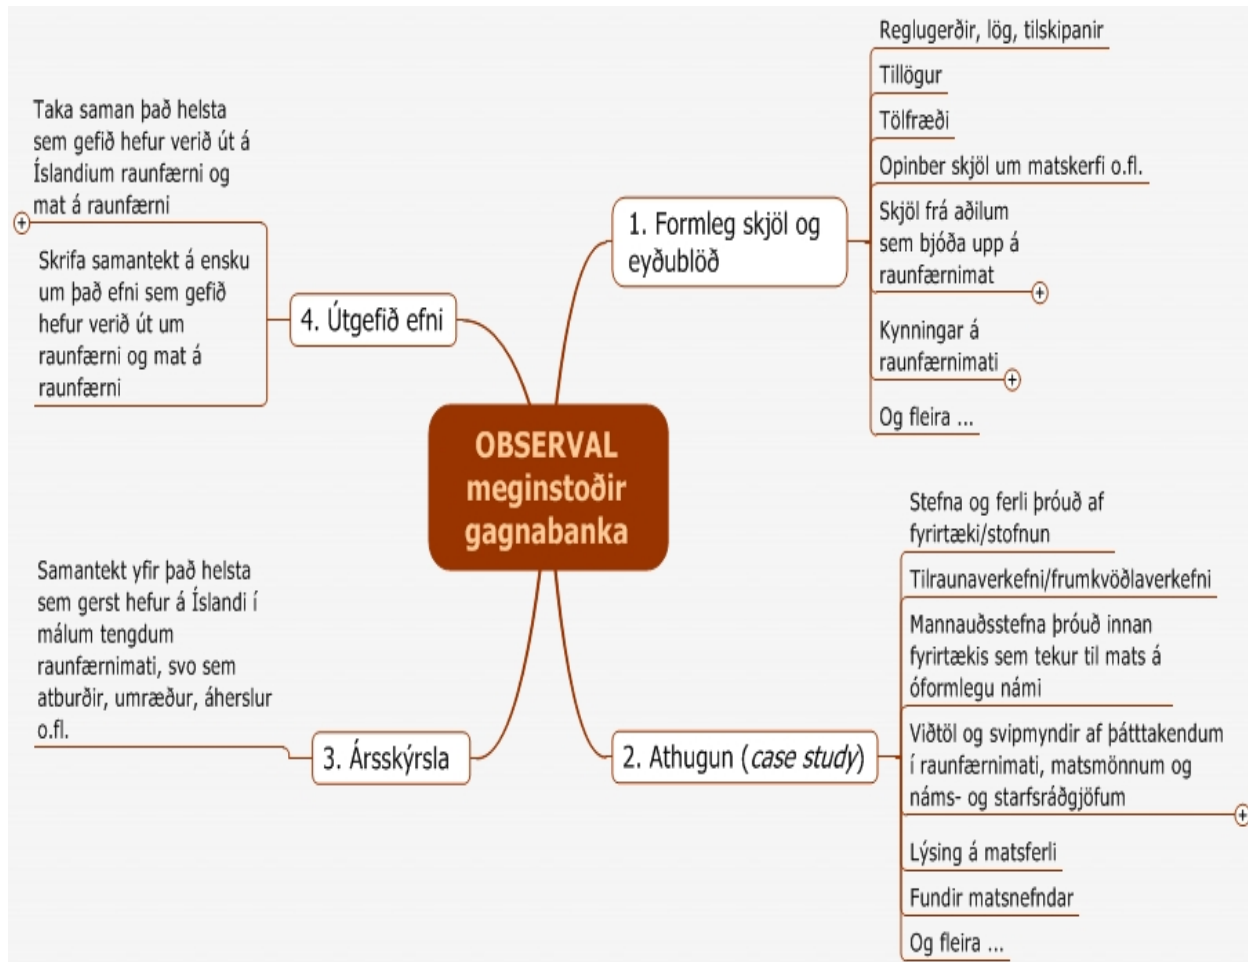 OBSERVAL
meginstoðir
gagnabanka
1. Formleg skjöl og
eyðublöð
Reglugerðir, lög, tilskipanir
Tillögur
Tölfræði
Opinber skjöl um matskerfi o.fl.
Skjöl frá aðilum
sem bjóða upp á
raunfærnimat
Kynningar á
raunfærnimati
Og fleira ...
2. Athugun (case study)
Stefna og ferli þróuð af
fyrirtæki/stofnun
Tilraunaverkefni/frumkvöðlaverkefni
Mannauðsstefna þróuð innan
fyrirtækis sem tekur til mats á
óformlegu námi
Viðtöl og svipmyndir af þátttakendum
í raunfærnimati, matsmönnum og
náms- og starfsráðgjöfum
Lýsing á matsferli
Fundir matsnefndar
Og fleira ...
3. Ársskýrsla
Samantekt yfir það helsta
sem gerst hefur á Íslandi í
málum tengdum
raunfærnimati, svo sem
atburðir, umræður, áherslur
o.fl.
4. Útgefið efni
Taka saman það helsta
sem gefið hefur verið út á
Íslandium raunfærni og
mat á raunfærni
Skrifa samantekt á ensku
um það efni sem gefið
hefur verið út um
raunfærni og mat á
raunfærni